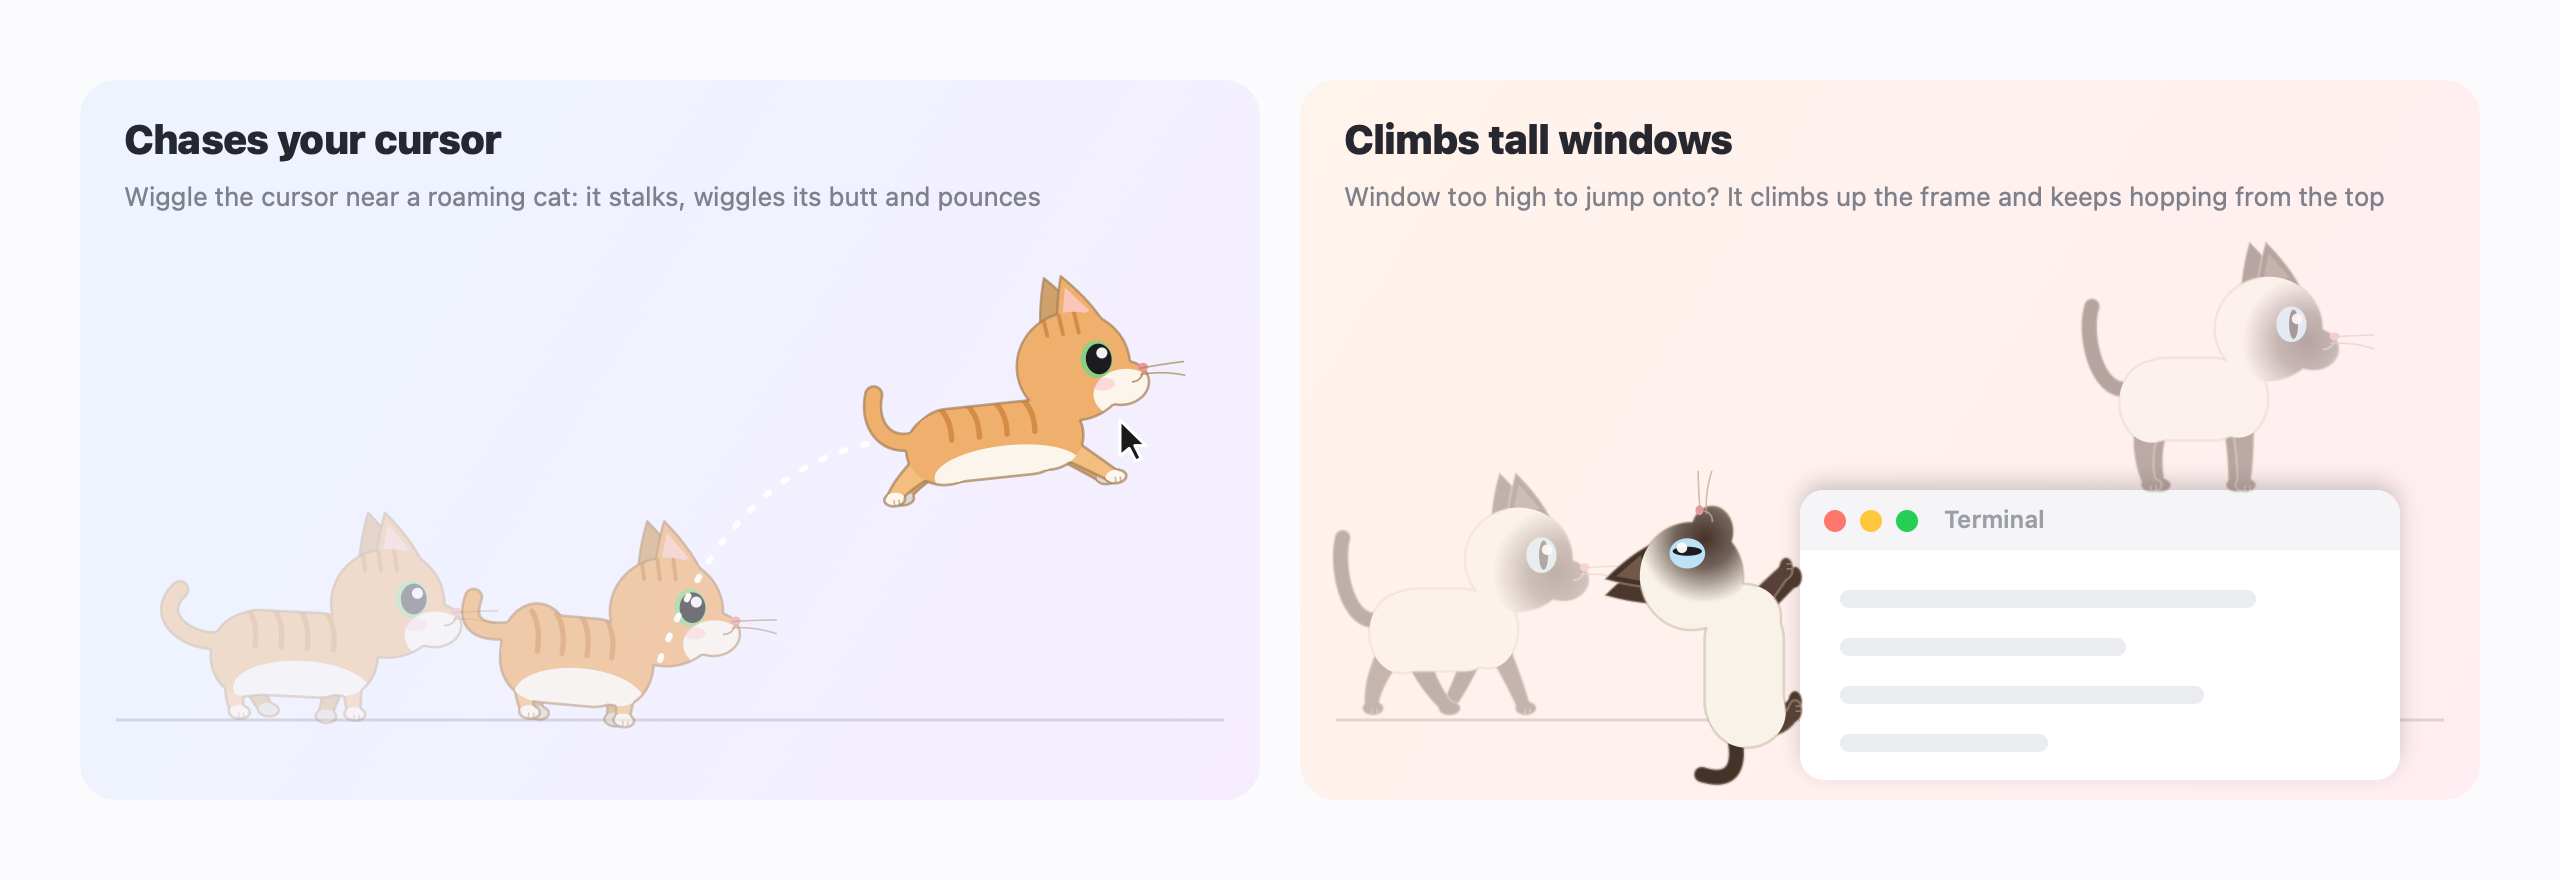 Chases your cursor
Wiggle the cursor near a roaming cat: it stalks, wiggles its butt and pounces
Climbs tall windows
Window too high to jump onto? It climbs up the frame and keeps hopping from the top
Terminal